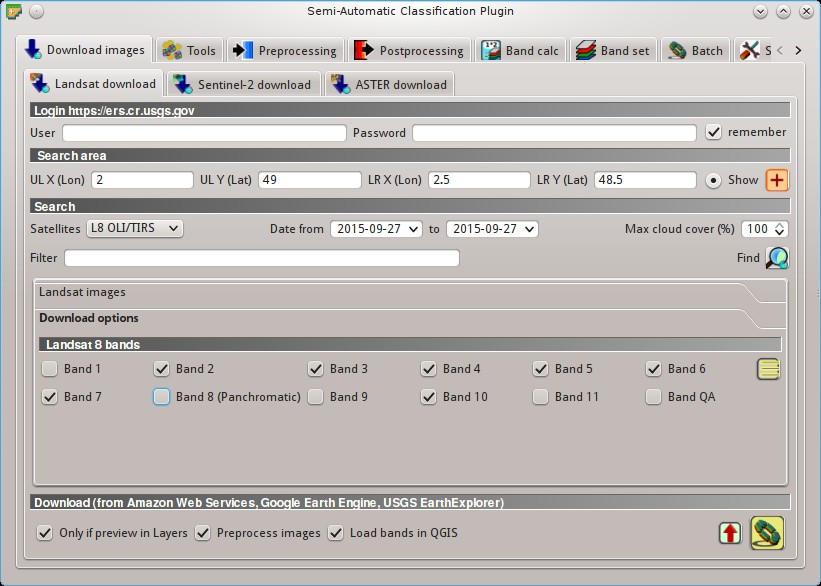 Semi-Automatic Classification Plugin
Download images Tools Preprocessing Postprocessing Band calc Band set Batch S
Landsat download Sentinel-2 download ASTER download
Login https://ers.cr.usgs.gov
User Password remember
Search area
UL X (Lon) 2 UL Y (Lat) 49 LR X (Lon) 2.5 LR Y (Lat) 48.5 Show
Search
Satellites L8 OLI/TIRS Date from 2015-09-27 to 2015-09-27 Max cloud cover (%) 100
Filter Find
Landsat images
Download options
Landsat 8 bands
Band 1 Band 2 Band 3 Band 4 Band 5 Band 6
Band 7 Band 8 (Panchromatic) Band 9 Band 10 Band 11 Band QA
Download (from Amazon Web Services, Google Earth Engine, USGS EarthExplorer)
Only if preview in Layers Preprocess images Load bands in QGIS